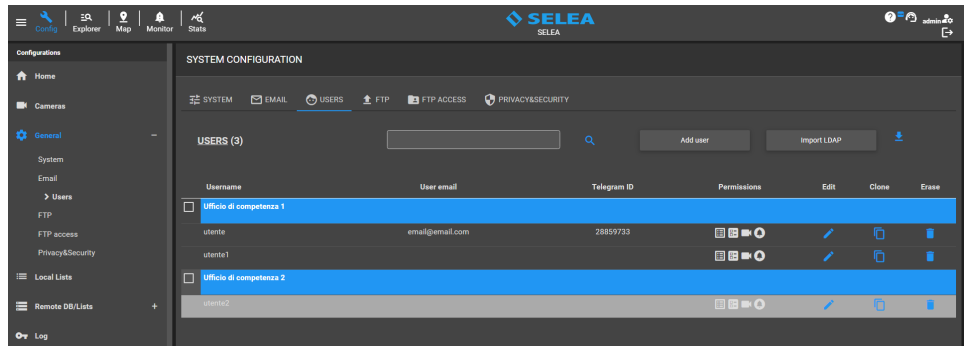 Config
Explorer
Map
Monitor
Stats
SELEA
SELEA
admin
Configurations
Home
Cameras
General
System
Email
Users
FTP
FTP access
Privacy&Security
Local Lists
Remote DB/Lists
Log
SYSTEM CONFIGURATION
SYSTEM EMAIL USERS FTP FTP ACCESS PRIVACY&SECURITY
USERS (3)
Add user
Import LDAP
Username User email Telegram ID Permissions Edit Clone Erase
Ufficio di competenza 1
utente email@email.com 28859733
utente1
Ufficio di competenza 2
utente2